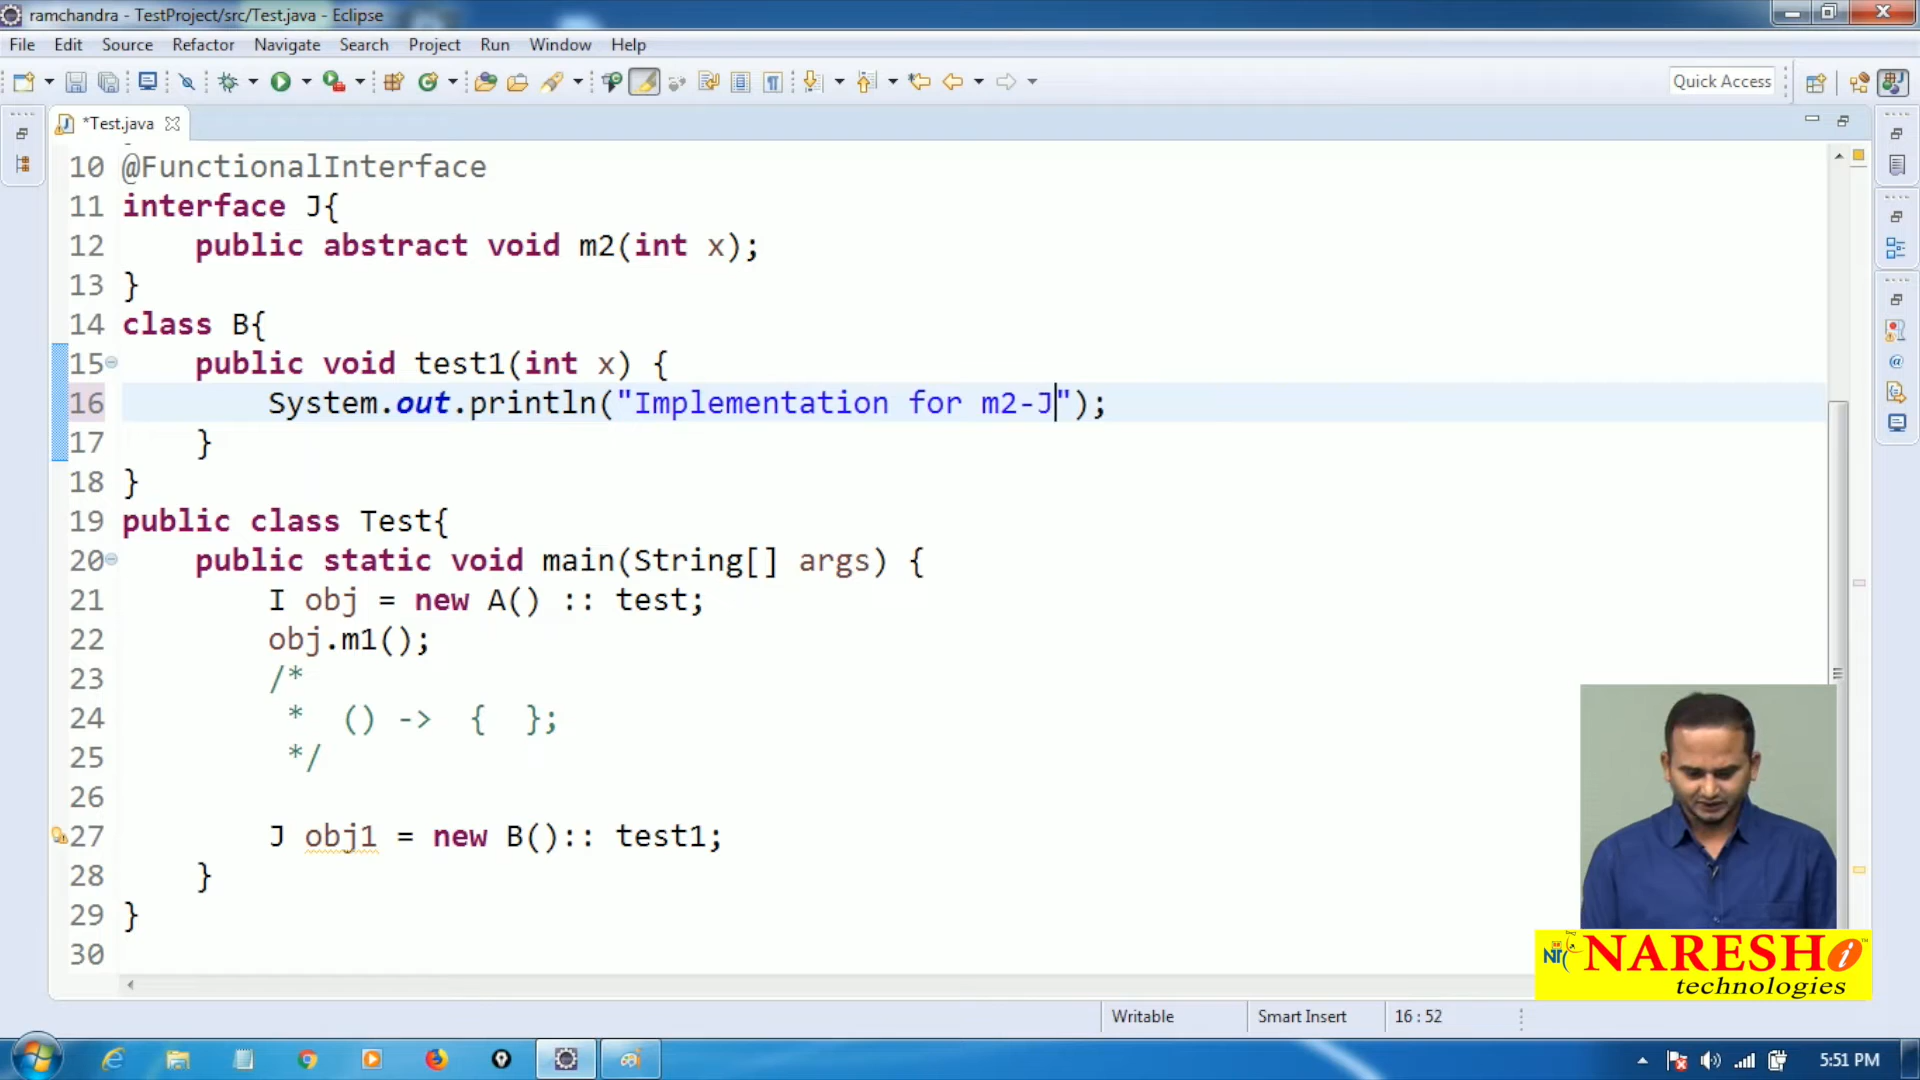 ramchandra - TestProject/src/Test.java - Eclipse
File Edit Source Refactor Navigate Search Project Run Window Help
Quick Access
*Test.java
10 @FunctionalInterface
11 interface J{
12 public abstract void m2(int x);
13 }
14 class B{
15 public void test1(int x) {
16 System.out.println("Implementation for m2-J");
17 }
18 }
19 public class Test{
20 public static void main(String[] args) {
21 I obj = new A() :: test;
22 obj.m1();
23 /*
24 * () -> { };
25 */
26
27 J obj1 = new B():: test1;
28 }
29 }
30
NARESH i
technologies
Writable Smart Insert 16 : 52
5:51 PM